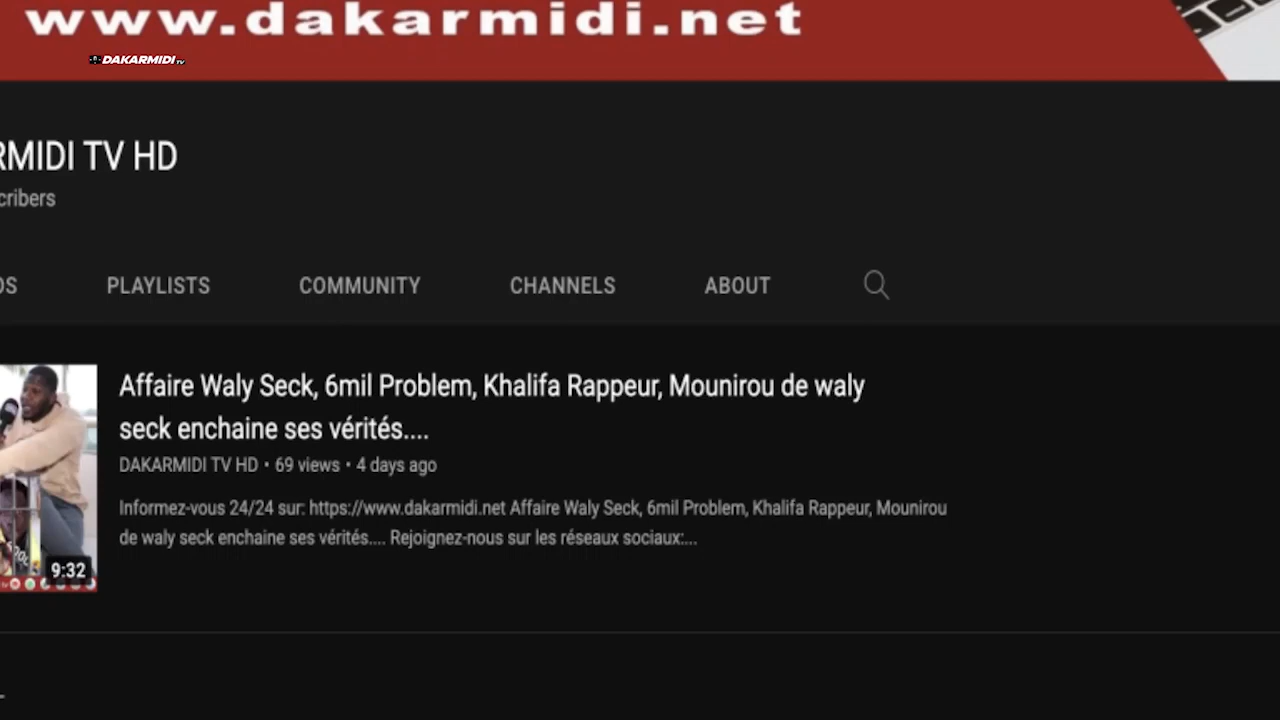 www.dakarmidi.net
DAKARMIDI TV
RMIDI TV HD
cribers
OS PLAYLISTS COMMUNITY CHANNELS ABOUT
Affaire Waly Seck, 6mil Problem, Khalifa Rappeur, Mounirou de waly
seck enchaine ses vérités....
DAKARMIDI TV HD • 69 views • 4 days ago
Informez-vous 24/24 sur: https://www.dakarmidi.net Affaire Waly Seck, 6mil Problem, Khalifa Rappeur, Mounirou
de waly seck enchaine ses vérités.... Rejoignez-nous sur les réseaux sociaux:...
9:32